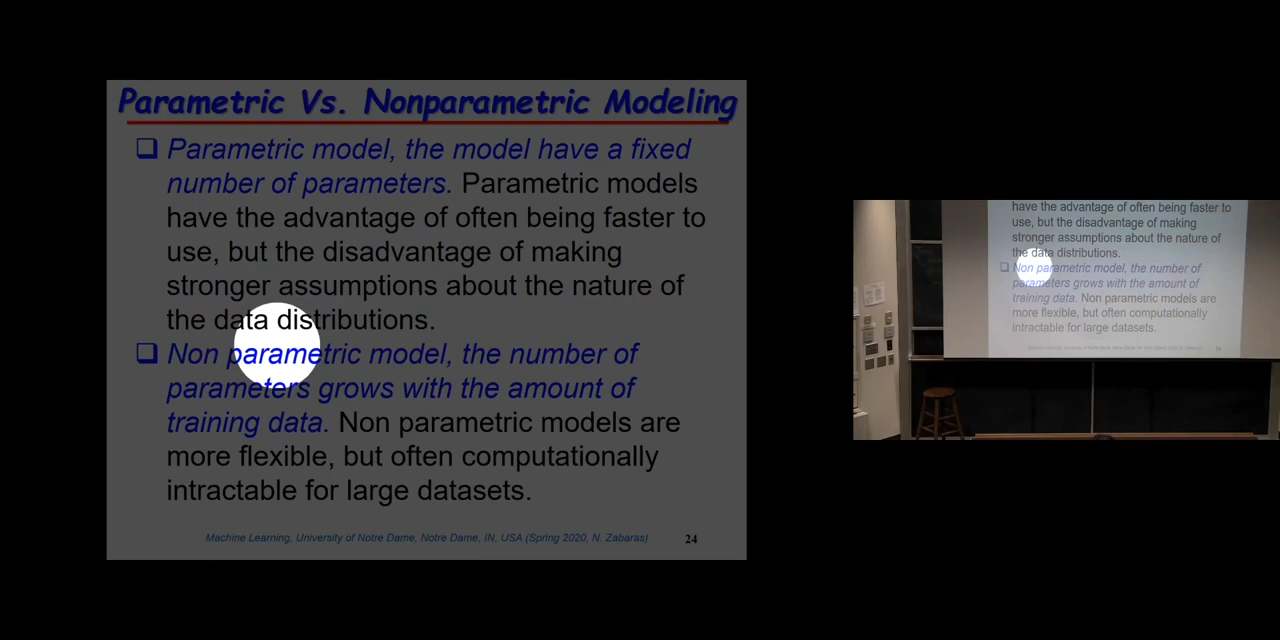 Parametric Vs. Nonparametric Modeling
Parametric model, the model have a fixed
number of parameters. Parametric models
have the advantage of often being faster to
use, but the disadvantage of making
stronger assumptions about the nature of
the data distributions.
Non parametric model, the number of
parameters grows with the amount of
training data. Non parametric models are
more flexible, but often computationally
intractable for large datasets.
Machine Learning, University of Notre Dame, Notre Dame, IN, USA (Spring 2020, N. Zabaras)
24
have the advantage of often being faster to
use, but the disadvantage of making
stronger assumptions about the nature of
the data distributions.
Non parametric model, the number of
parameters grows with the amount of
training data. Non parametric models are
more flexible, but often computationally
intractable for large datasets.